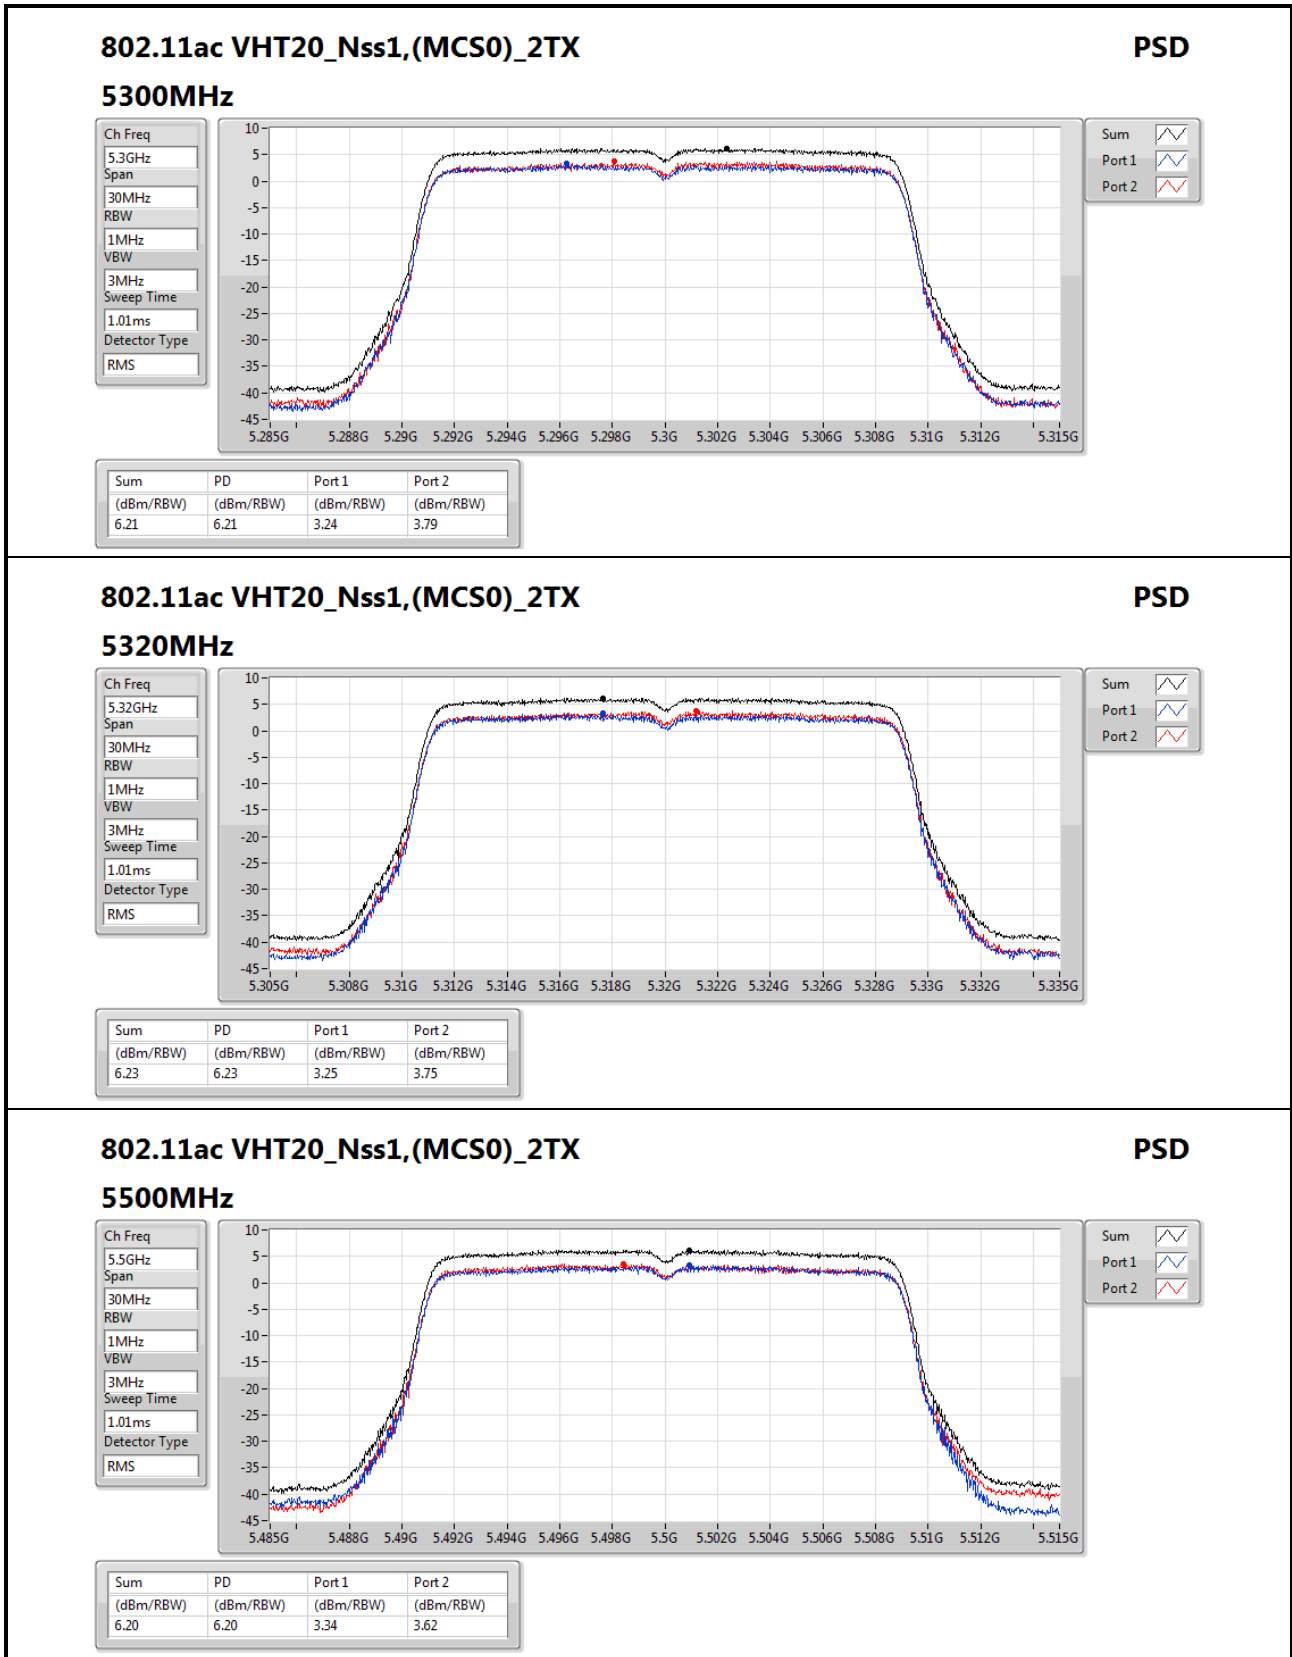 802.11ac VHT20_Nss1,(MCS0)_2TX PSD
5300MHz
Ch Freq
5.3GHz
Span
30MHz
RBW
1MHz
VBW
3MHz
Sweep Time
1.01ms
Detector Type
RMS
10
5
0
-5
-10
-15
-20
-25
-30
-35
-40
-45
5.285G 5.288G 5.29G 5.292G 5.294G 5.296G 5.298G 5.3G 5.302G 5.304G 5.306G 5.308G 5.31G 5.312G 5.315G
Sum
Port 1
Port 2
Sum PD Port 1 Port 2
(dBm/RBW) (dBm/RBW) (dBm/RBW) (dBm/RBW)
6.21 6.21 3.24 3.79
802.11ac VHT20_Nss1,(MCS0)_2TX PSD
5320MHz
Ch Freq
5.32GHz
Span
30MHz
RBW
1MHz
VBW
3MHz
Sweep Time
1.01ms
Detector Type
RMS
10
5
0
-5
-10
-15
-20
-25
-30
-35
-40
-45
5.305G 5.308G 5.31G 5.312G 5.314G 5.316G 5.318G 5.32G 5.322G 5.324G 5.326G 5.328G 5.33G 5.332G 5.335G
Sum
Port 1
Port 2
Sum PD Port 1 Port 2
(dBm/RBW) (dBm/RBW) (dBm/RBW) (dBm/RBW)
6.23 6.23 3.25 3.75
802.11ac VHT20_Nss1,(MCS0)_2TX PSD
5500MHz
Ch Freq
5.5GHz
Span
30MHz
RBW
1MHz
VBW
3MHz
Sweep Time
1.01ms
Detector Type
RMS
10
5
0
-5
-10
-15
-20
-25
-30
-35
-40
-45
5.485G 5.488G 5.49G 5.492G 5.494G 5.496G 5.498G 5.5G 5.502G 5.504G 5.506G 5.508G 5.51G 5.512G 5.515G
Sum
Port 1
Port 2
Sum PD Port 1 Port 2
(dBm/RBW) (dBm/RBW) (dBm/RBW) (dBm/RBW)
6.20 6.20 3.34 3.62